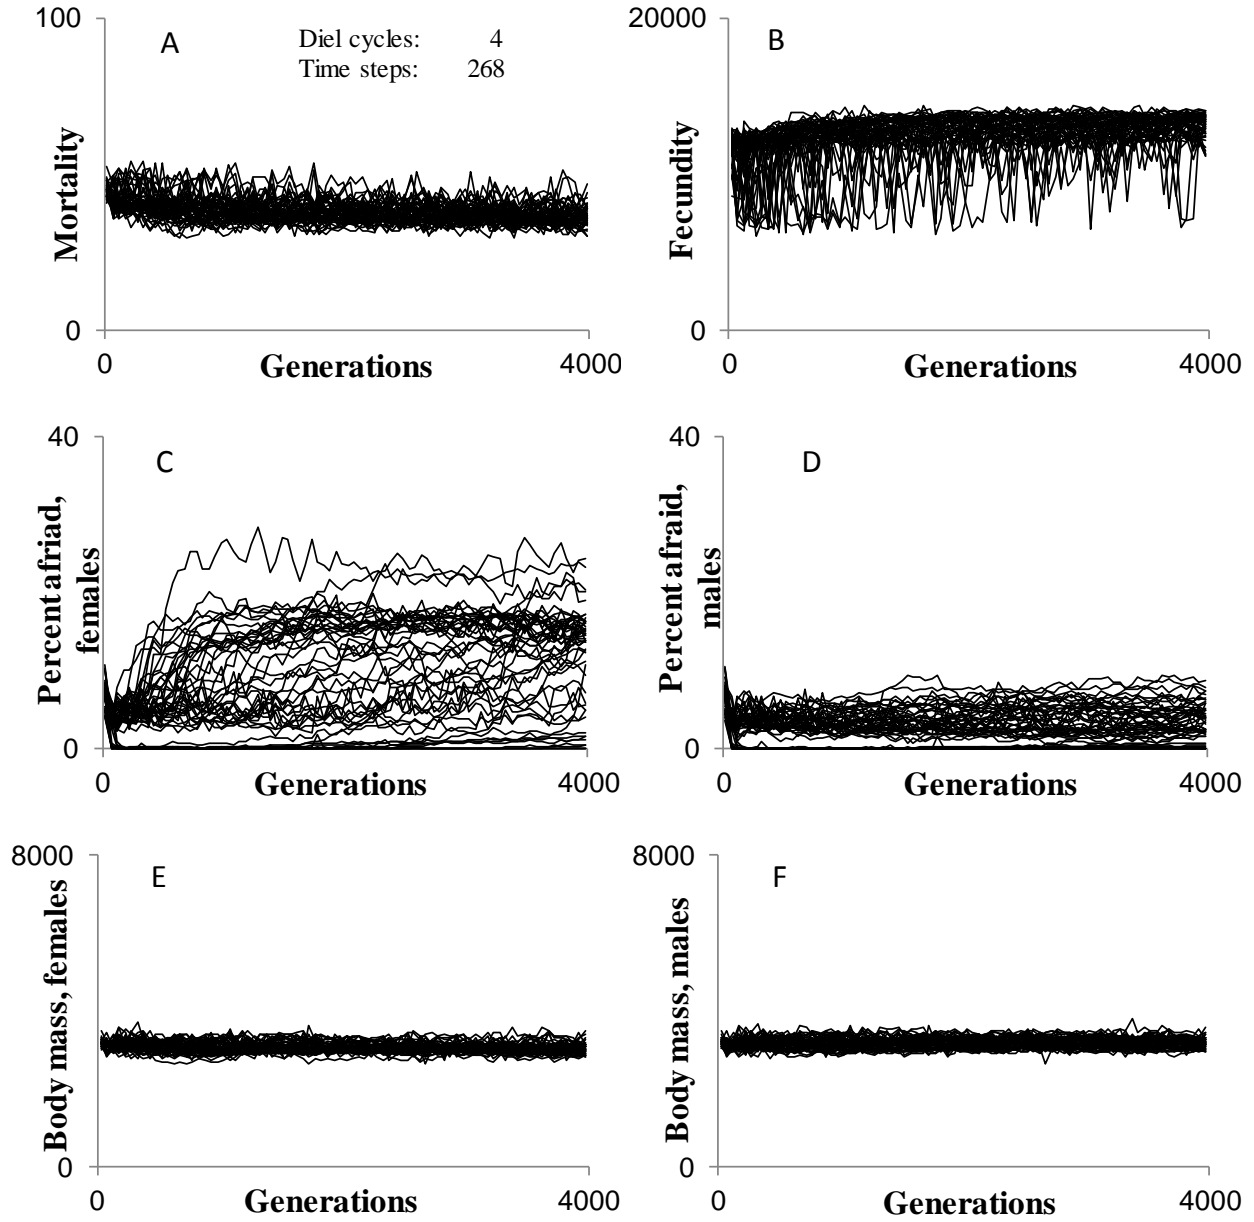 100
A
Diel cycles: 4
Time steps: 268
Mortality
0
0
4000
Generations
20000
B
Fecundity
0
0
4000
Generations
40
C
Percent afriad,
females
0
0
4000
Generations
40
D
Percent afraid,
males
0
0
4000
Generations
8000
E
Body mass, females
0
0
4000
Generations
8000
F
Body mass, males
0
0
4000
Generations